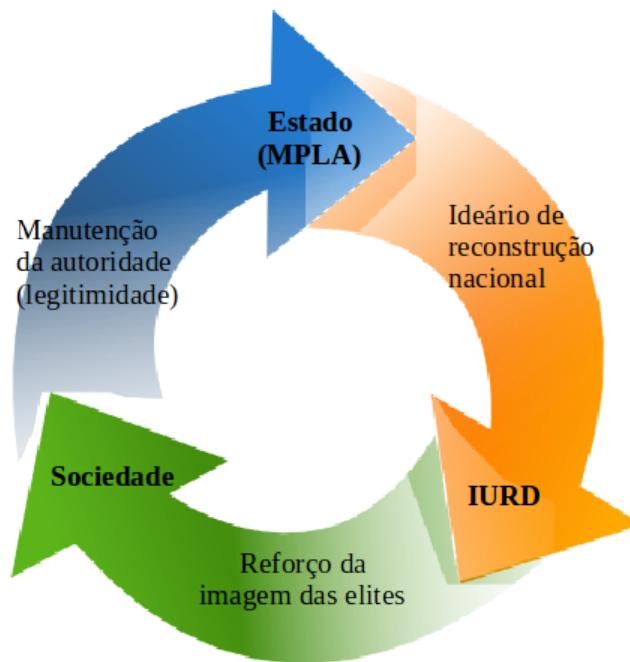 Estado
(MPLA)
Ideário de
reconstrução
nacional
IURD
Reforço da
imagem das elites
Sociedade
Manutenção
da autoridade
(legitimidade)